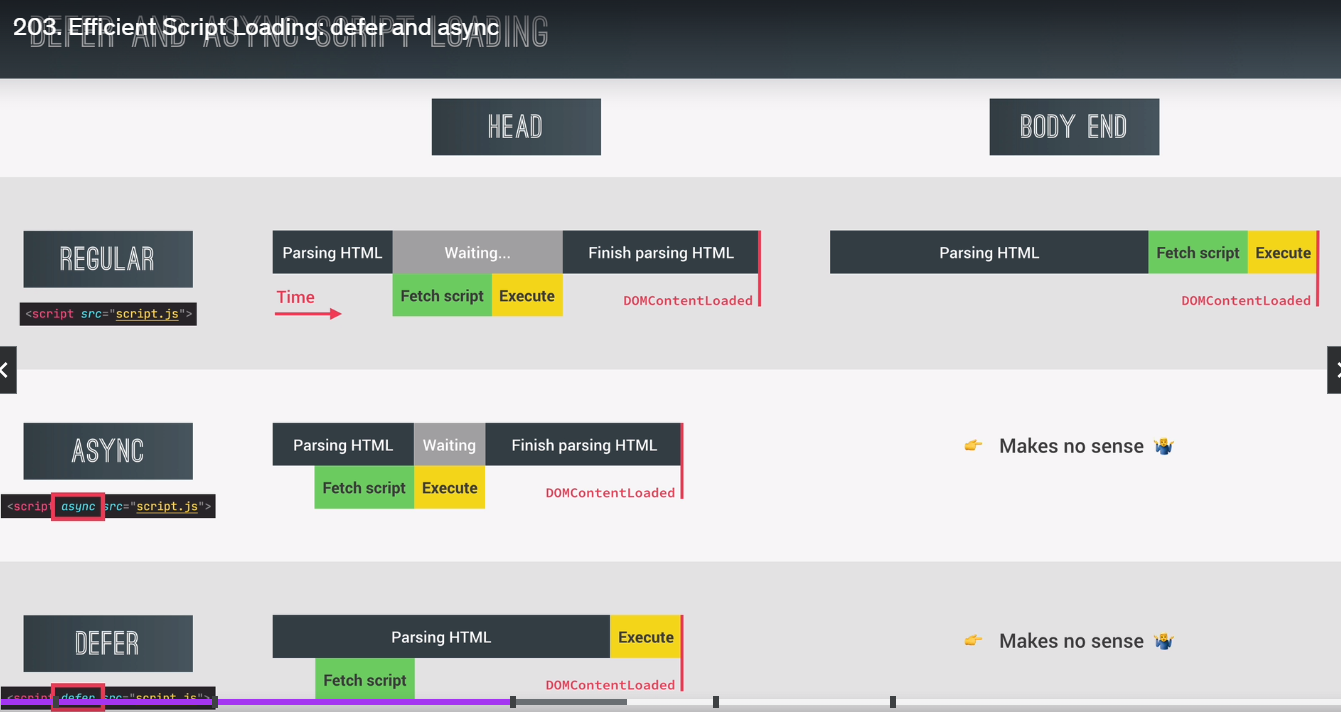 203. Efficient Script Loading: defer and async
DEFER AND ASYNC SCRIPT LOADING
HEAD
BODY END
REGULAR
<script src="script.js">
Parsing HTML
Waiting...
Finish parsing HTML
Fetch script
Execute
Time
DOMContentLoaded
Parsing HTML
Fetch script
Execute
DOMContentLoaded
ASYNC
<script async src="script.js">
Parsing HTML
Waiting
Finish parsing HTML
Fetch script
Execute
DOMContentLoaded
👉 Makes no sense 🤷‍♂️
DEFER
<script defer src="script.js">
Parsing HTML
Execute
Fetch script
DOMContentLoaded
👉 Makes no sense 🤷‍♂️